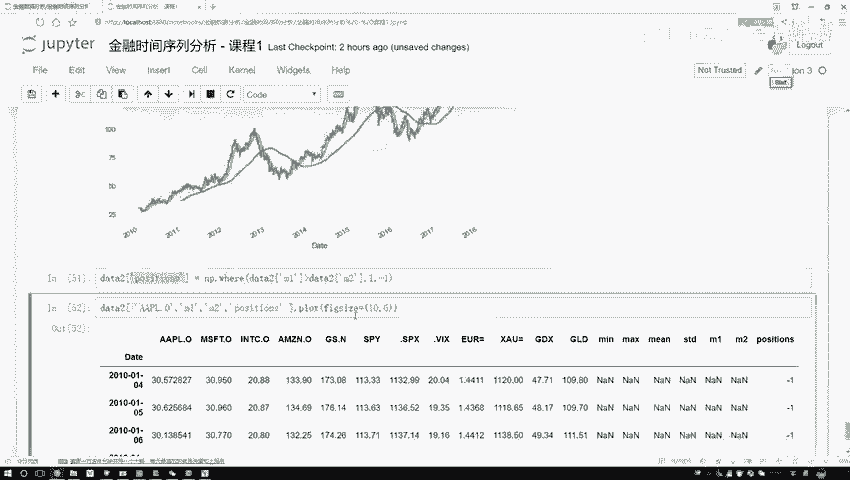 jupyter 金融时间序列分析 - 课程1 Last Checkpoint: 2 hours ago (unsaved changes)
Logout
File Edit View Insert Cell Kernel Widgets Help
Not Trusted
Code
100
75
50
25
2010 2011 2012 2013 2014 2015 2016 2017 2018
Date
In [51]: data2['positions'] = np.where(data2['m1']>data2['m2'],1,-1)
In [52]: data2[['AAPL.O','m1','m2','positions']].plot(figsize=(10,6))
Out[52]:
AAPL.O MSFT.O INTC.O AMZN.O GS.N SPY .SPX .VIX EUR= XAU= GDX GLD min max mean std m1 m2 positions
Date
2010-01-04 30.572827 30.950 20.88 133.90 173.08 113.33 1132.99 20.04 1.4411 1120.00 47.71 109.80 NaN NaN NaN NaN NaN NaN -1
2010-01-05 30.625684 30.960 20.87 134.69 176.14 113.63 1136.52 19.35 1.4368 1118.65 48.17 109.70 NaN NaN NaN NaN NaN NaN -1
2010-01-06 30.138541 30.770 20.80 132.25 174.26 113.71 1137.14 19.16 1.4412 1138.50 49.34 111.51 NaN NaN NaN NaN NaN NaN -1